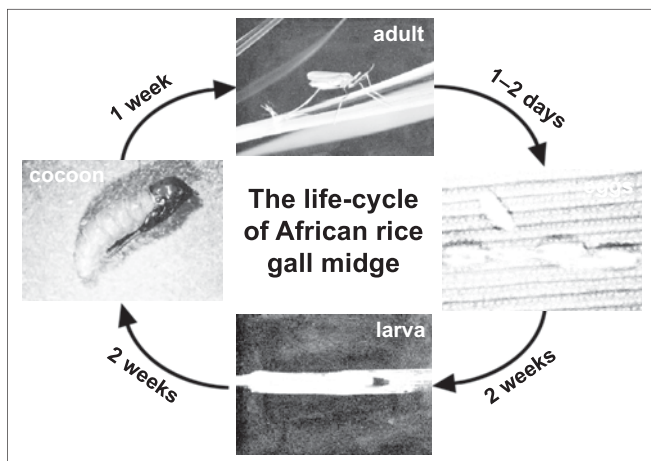 adult
1 week
1–2 days
cocoon
eggs
The life-cycle
of African rice
gall midge
larva
2 weeks
2 weeks